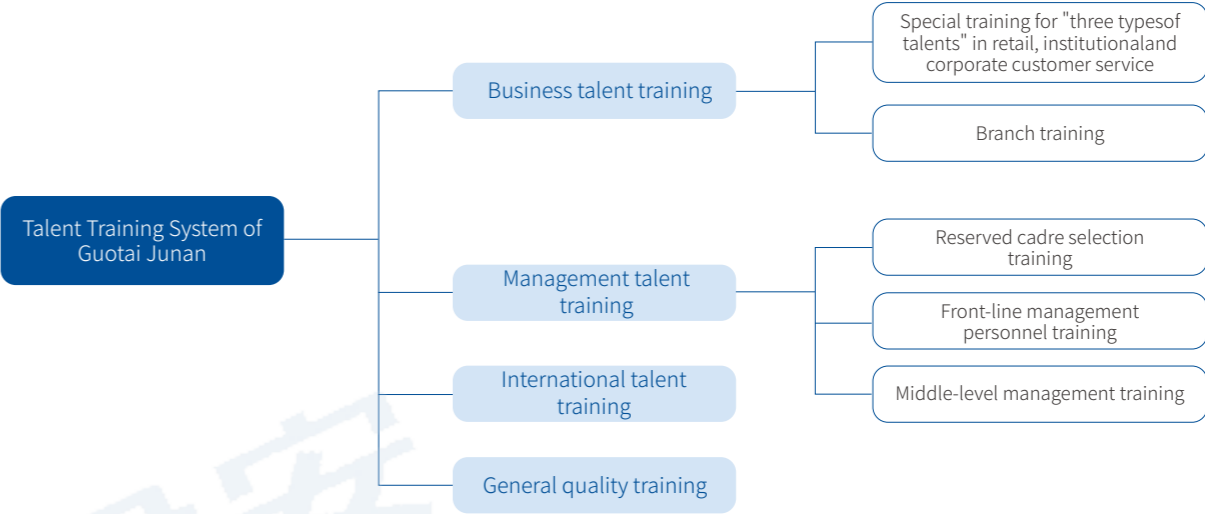 Talent Training System of
Guotai Junan
Business talent training
Special training for "three typesof
talents" in retail, institutionaland
corporate customer service
Branch training
Management talent
training
Reserved cadre selection
training
Front-line management
personnel training
Middle-level management training
International talent
training
General quality training